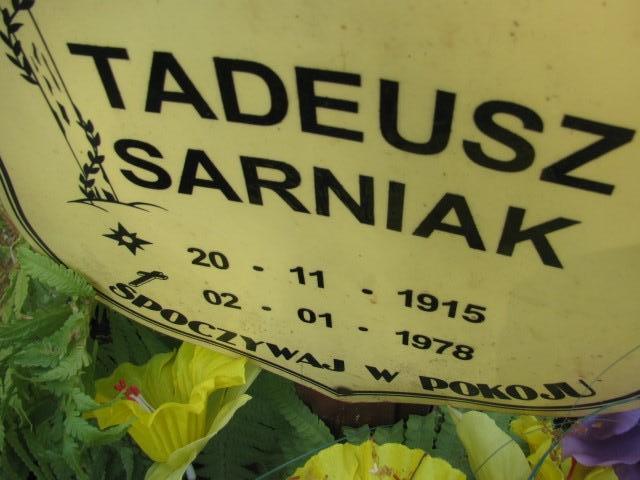 TADEUSZ
SARNIAK
20 - 11 - 1915
02 - 01 - 1978
SPOCZYWAJ W POKOJU